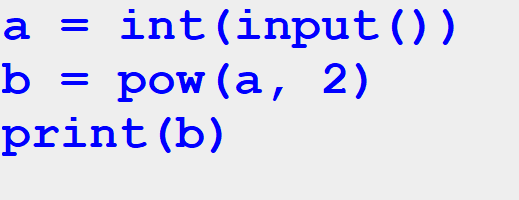 a = int(input())
b = pow(a, 2)
print(b)